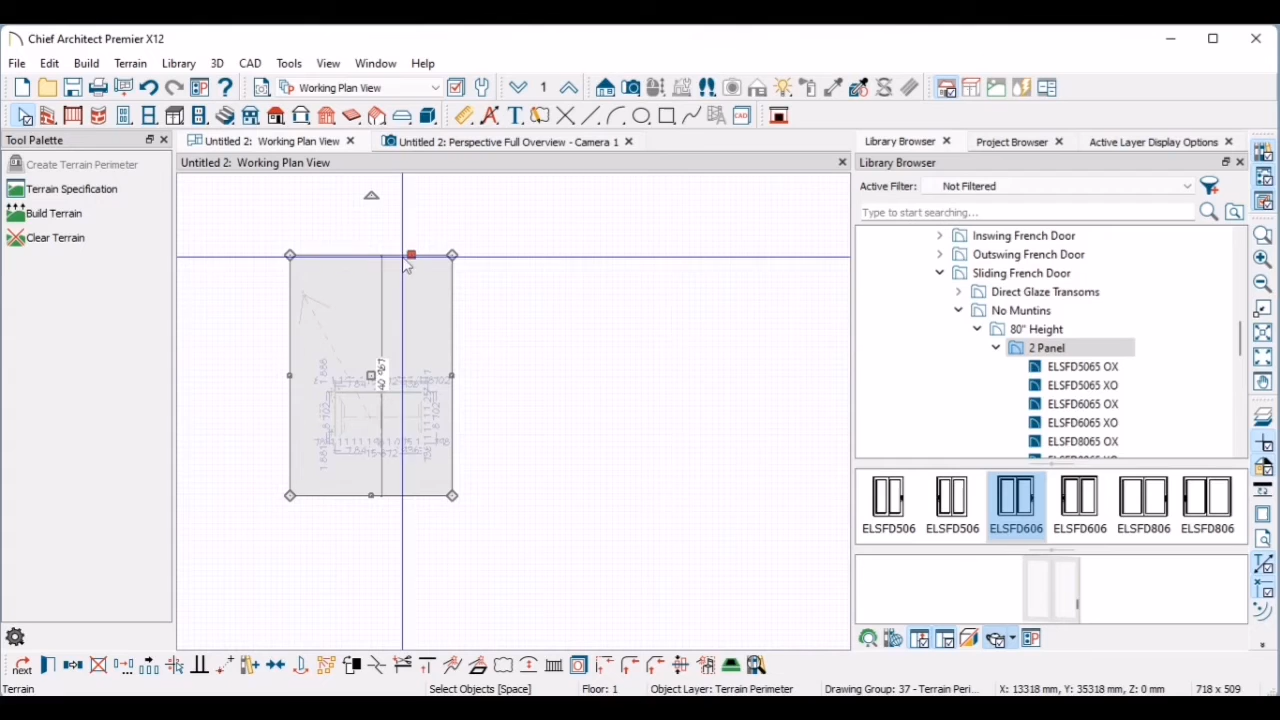 Chief Architect Premier X12
File Edit Build Terrain Library 3D CAD Tools View Window Help
Working Plan View 1
Tool Palette
Create Terrain Perimeter
Terrain Specification
Build Terrain
Clear Terrain
Untitled 2: Working Plan View
Untitled 2: Perspective Full Overview - Camera 1
Untitled 2: Working Plan View
Library Browser
Project Browser
Active Layer Display Options
Library Browser
Active Filter: Not Filtered
Type to start searching...
Inswing French Door
Outswing French Door
Sliding French Door
Direct Glaze Transoms
No Muntins
80" Height
2 Panel
ELSFD5065 OX
ELSFD5065 XO
ELSFD6065 OX
ELSFD6065 XO
ELSFD8065 OX
ELSFD506 ELSFD506 ELSFD606 ELSFD606 ELSFD806 ELSFD806
CAD
next
Terrain Select Objects [Space] Floor: 1 Object Layer: Terrain Perimeter Drawing Group: 37 - Terrain Peri... X: 13318 mm, Y: 35318 mm, Z: 0 mm 718 x 509